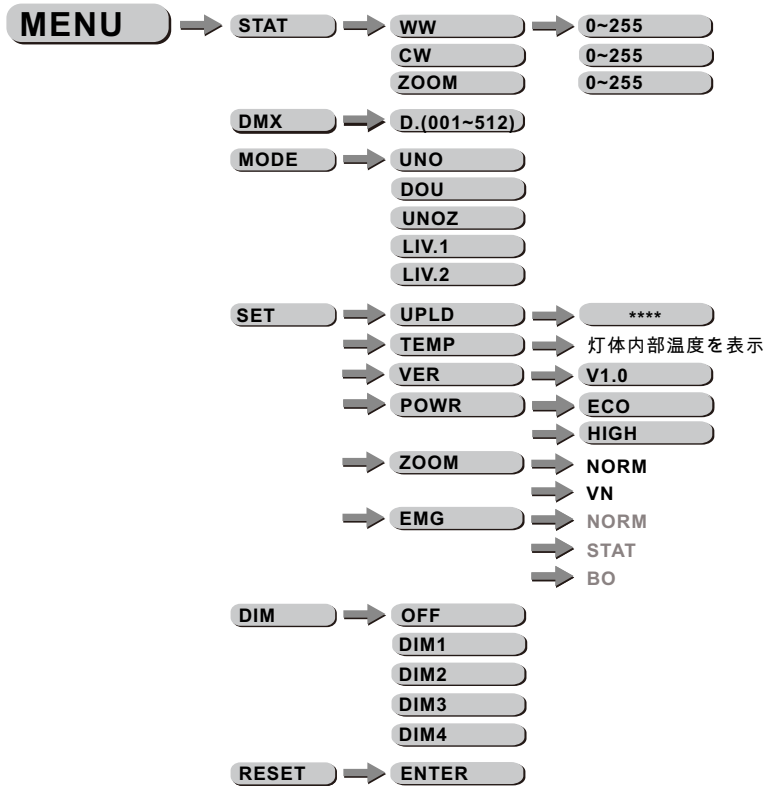 MENU STAT WW 0~255
CW 0~255
ZOOM 0~255
DMX D.(001~512)
MODE UNO
DOU
UNOZ
LIV.1
LIV.2
SET UPLD ****
TEMP 灯体内部温度を表示
VER V1.0
POWR ECO
HIGH
ZOOM NORM
VN
EMG NORM
STAT
BO
DIM OFF
DIM1
DIM2
DIM3
DIM4
RESET ENTER